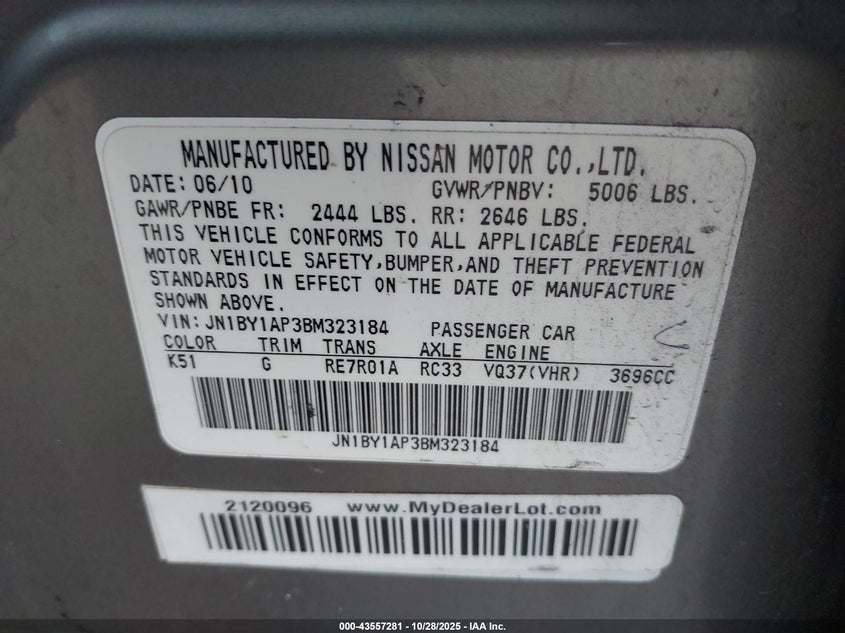 MANUFACTURED BY NISSAN MOTOR CO.,LTD.
DATE: 06/10 GVWR/PNBV: 5006 LBS.
GAWR/PNBE FR: 2444 LBS. RR: 2646 LBS.
THIS VEHICLE CONFORMS TO ALL APPLICABLE FEDERAL
MOTOR VEHICLE SAFETY,BUMPER,AND THEFT PREVENTION
STANDARDS IN EFFECT ON THE DATE OF MANUFACTURE
SHOWN ABOVE.
VIN: JN1BY1AP3BM323184 PASSENGER CAR
COLOR TRIM TRANS AXLE ENGINE
K51 G RE7R01A RC33 VQ37(VHR) 3696CC
JN1BY1AP3BM323184
2120096 www.MyDealerLot.com
000-43557281 | 10/28/2025 - IAA Inc.